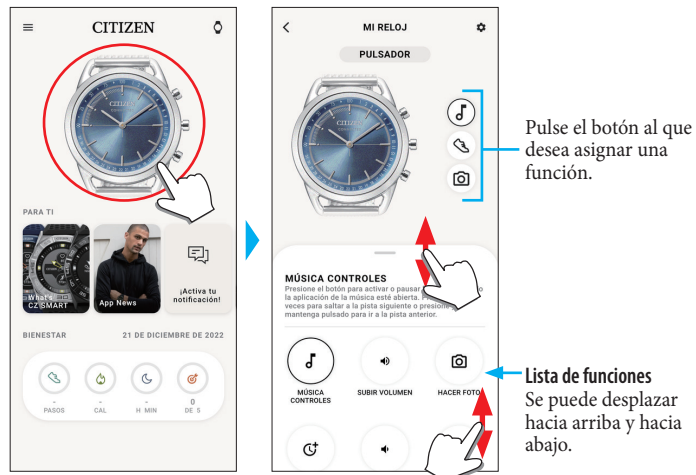 CITIZEN
CITIZEN
PARA TI
What's
CZ SMART
App News
¡Activa tu
notificación!
BIENESTAR
21 DE DICIEMBRE DE 2022
-
PASOS
-
CAL
-
H MIN
0
DE 5
MI RELOJ
PULSADOR
CITIZEN
Pulse el botón al que
desea asignar una
función.
MÚSICA CONTROLES
Presione el botón para activar o pausar
la aplicación de la música esté abierta.
veces para saltar a la pista siguiente o presione
mantenga pulsado para ir a la pista anterior.
MÚSICA
CONTROLES
SUBIR VOLUMEN
HACER FOTO
Lista de funciones
Se puede desplazar
hacia arriba y hacia
abajo.